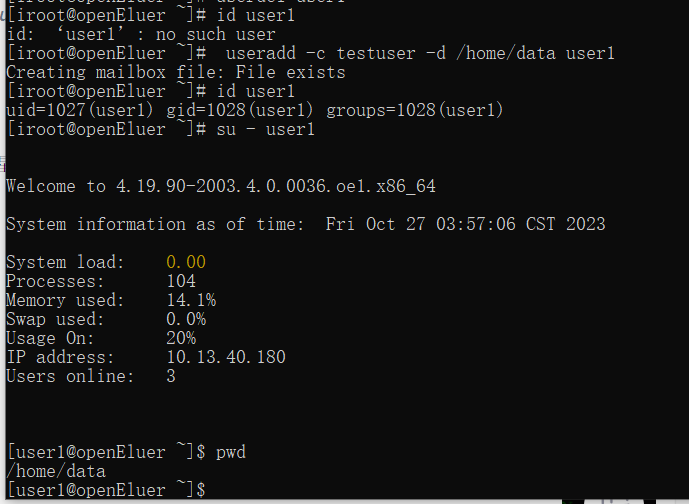 [iroot@openEluer ~]# id user1
id: ‘user1’: no such user
[iroot@openEluer ~]#  useradd -c testuser -d /home/data user1
Creating mailbox file: File exists
[iroot@openEluer ~]# id user1
uid=1027(user1) gid=1028(user1) groups=1028(user1)
[iroot@openEluer ~]# su - user1
Welcome to 4.19.90-2003.4.0.0036.oe1.x86_64
System information as of time:  Fri Oct 27 03:57:06 CST 2023
System load:    0.00
Processes:      104
Memory used:    14.1%
Swap used:      0.0%
Usage On:       20%
IP address:     10.13.40.180
Users online:   3
[user1@openEluer ~]$ pwd
/home/data
[user1@openEluer ~]$